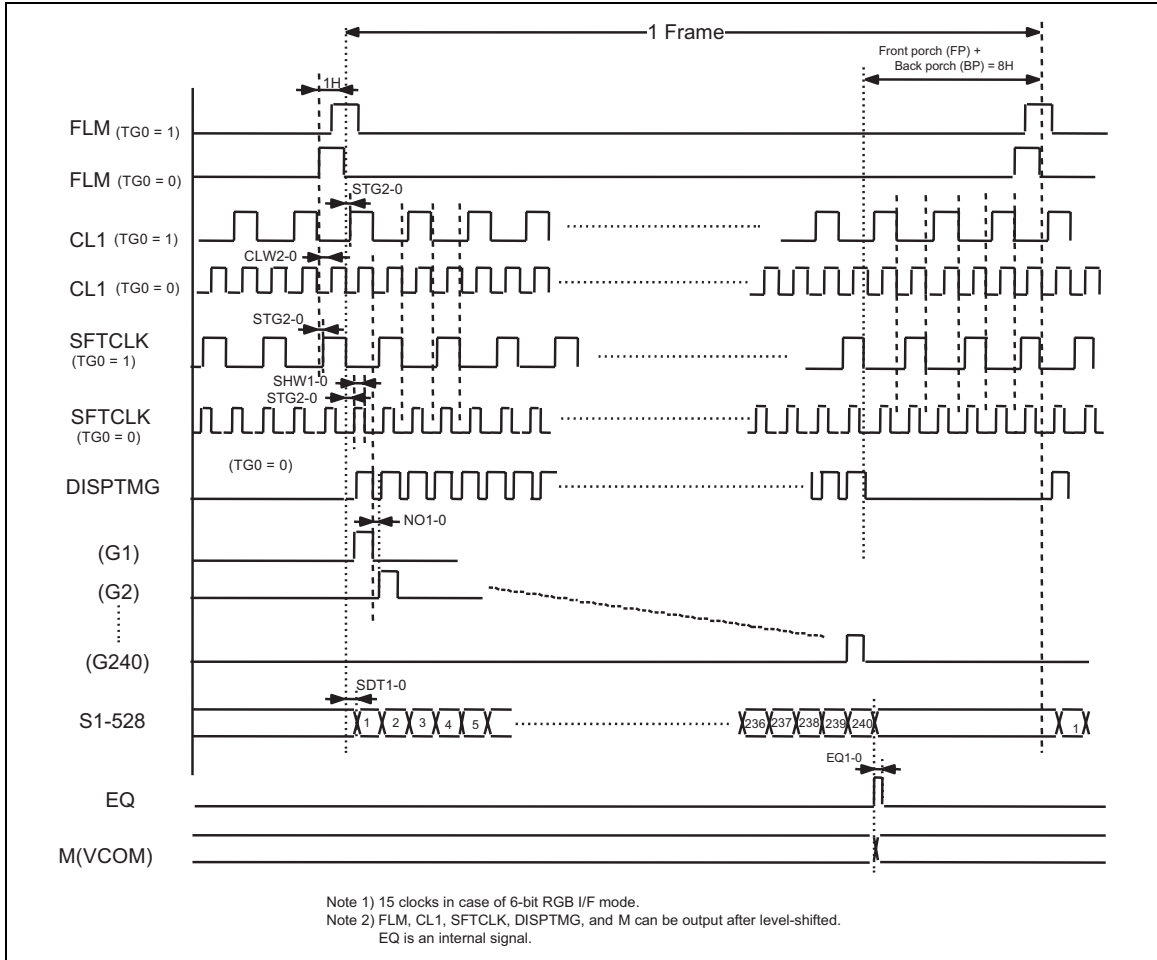 1 Frame
Front porch (FP) +
Back porch (BP) = 8H
1H
FLM (TG0 = 1)
FLM (TG0 = 0)
STG2-0
CL1 (TG0 = 1)
CLW2-0
CL1 (TG0 = 0)
STG2-0
SFTCLK
(TG0 = 1)
SHW1-0
STG2-0
SFTCLK
(TG0 = 0)
(TG0 = 0)
DISPTMG
NO1-0
(G1)
(G2)
(G240)
SDT1-0
S1-528 1 2 3 4 5 236 237 238 239 240 1
EQ1-0
EQ
M(VCOM)
Note 1) 15 clocks in case of 6-bit RGB I/F mode.
Note 2) FLM, CL1, SFTCLK, DISPTMG, and M can be output after level-shifted.
EQ is an internal signal.